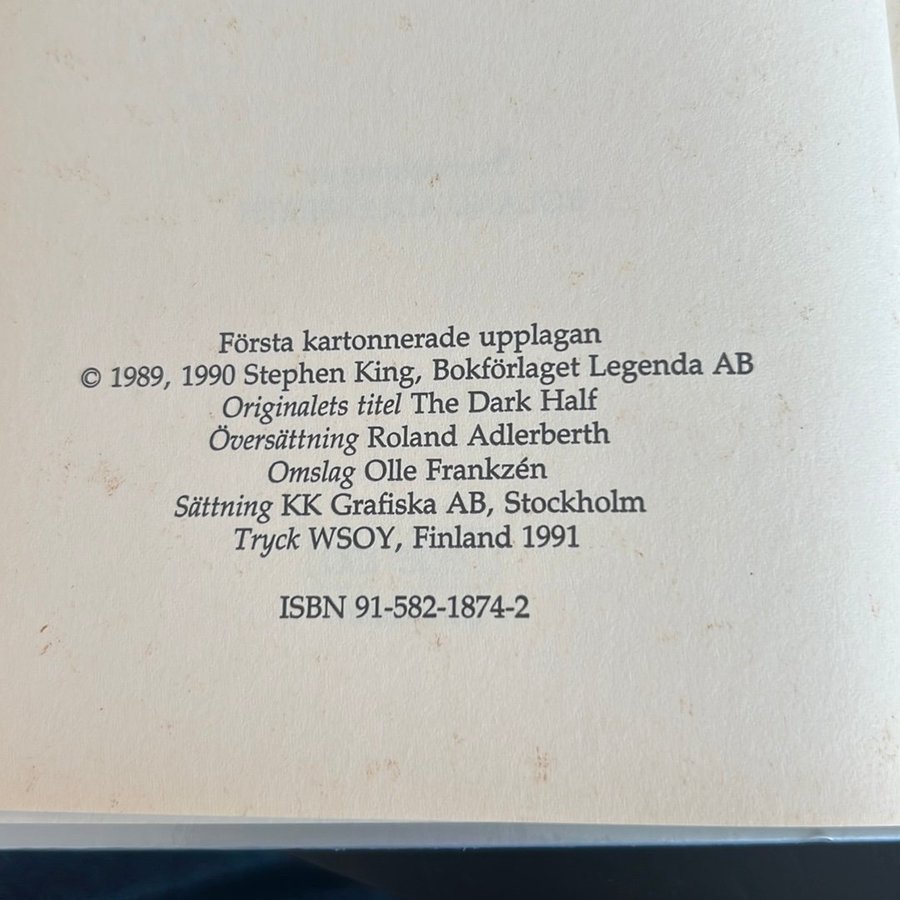 Första kartonnerade upplagan
© 1989, 1990 Stephen King, Bokförlaget Legenda AB
Originalets titel The Dark Half
Översättning Roland Adlerberth
Omslag Olle Frankzén
Sättning KK Grafiska AB, Stockholm
Tryck WSOY, Finland 1991
ISBN 91-582-1874-2